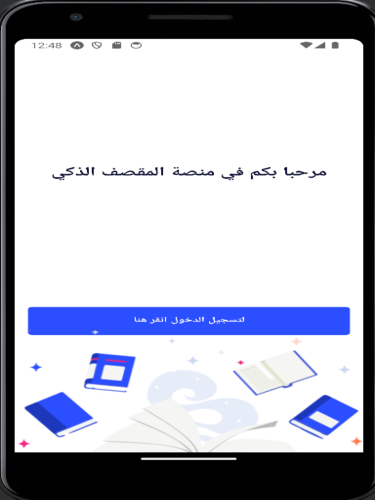 12:48
مرحبا بكم في منصة المقصف الذكي
لتسجيل الدخول انقر هنا